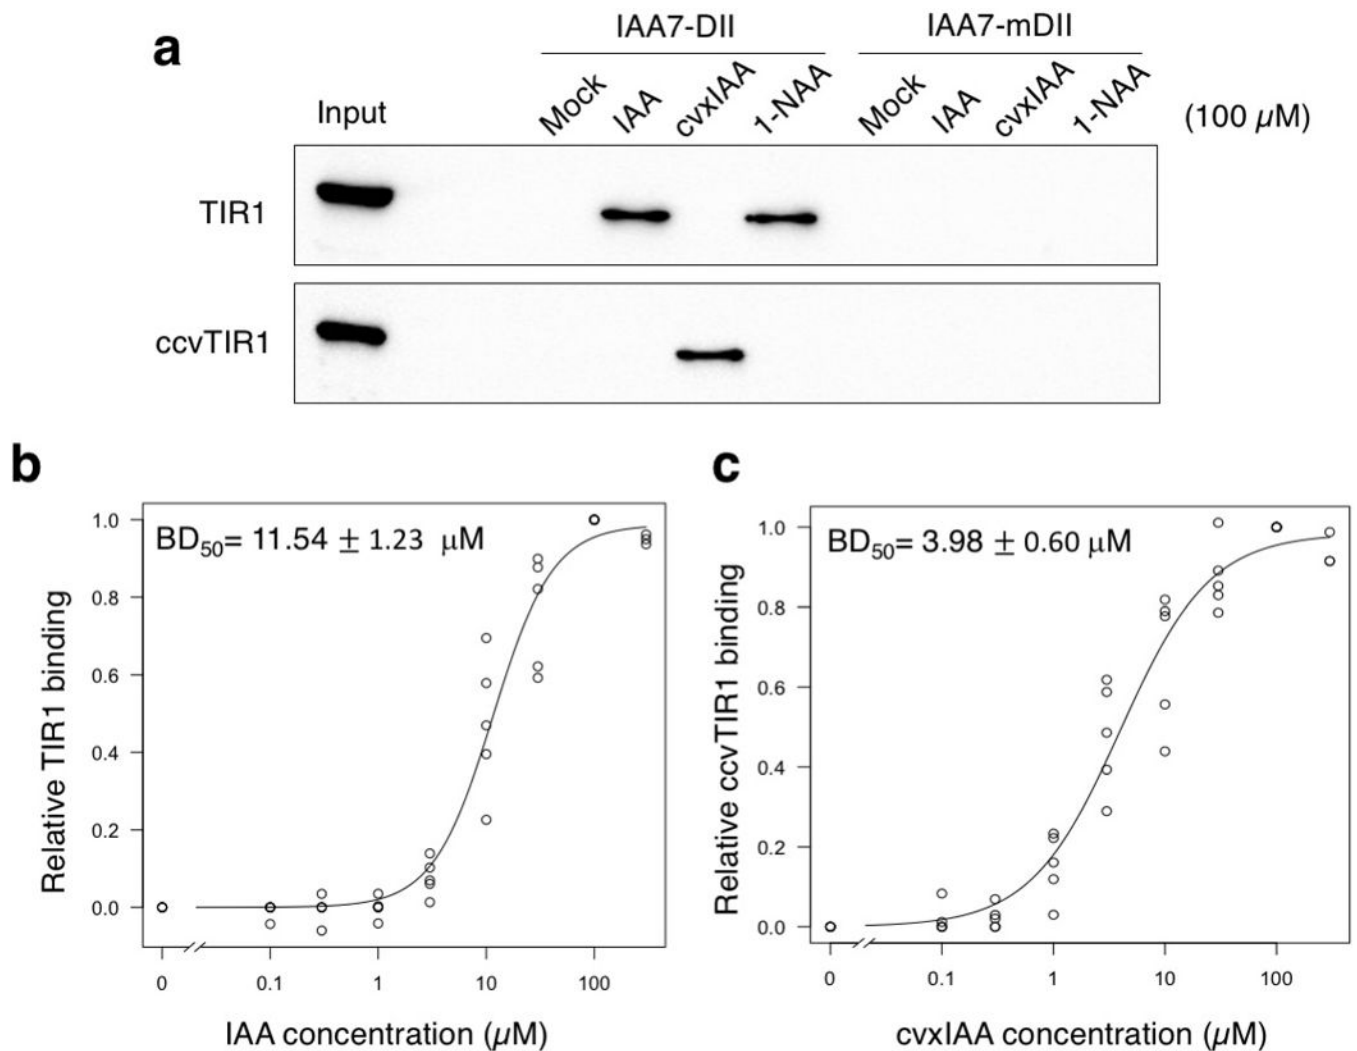 a
IAA7-DII IAA7-mDII
Input Mock IAA cvxIAA 1-NAA Mock IAA cvxIAA 1-NAA (100 µM)
TIR1
ccvTIR1
b
BD50= 11.54 ± 1.23 µM
Relative TIR1 binding
1.0
0.8
0.6
0.4
0.2
0.0
0 0.1 1 10 100
IAA concentration (µM)
c
BD50= 3.98 ± 0.60 µM
Relative ccvTIR1 binding
1.0
0.8
0.6
0.4
0.2
0.0
0 0.1 1 10 100
cvxIAA concentration (µM)